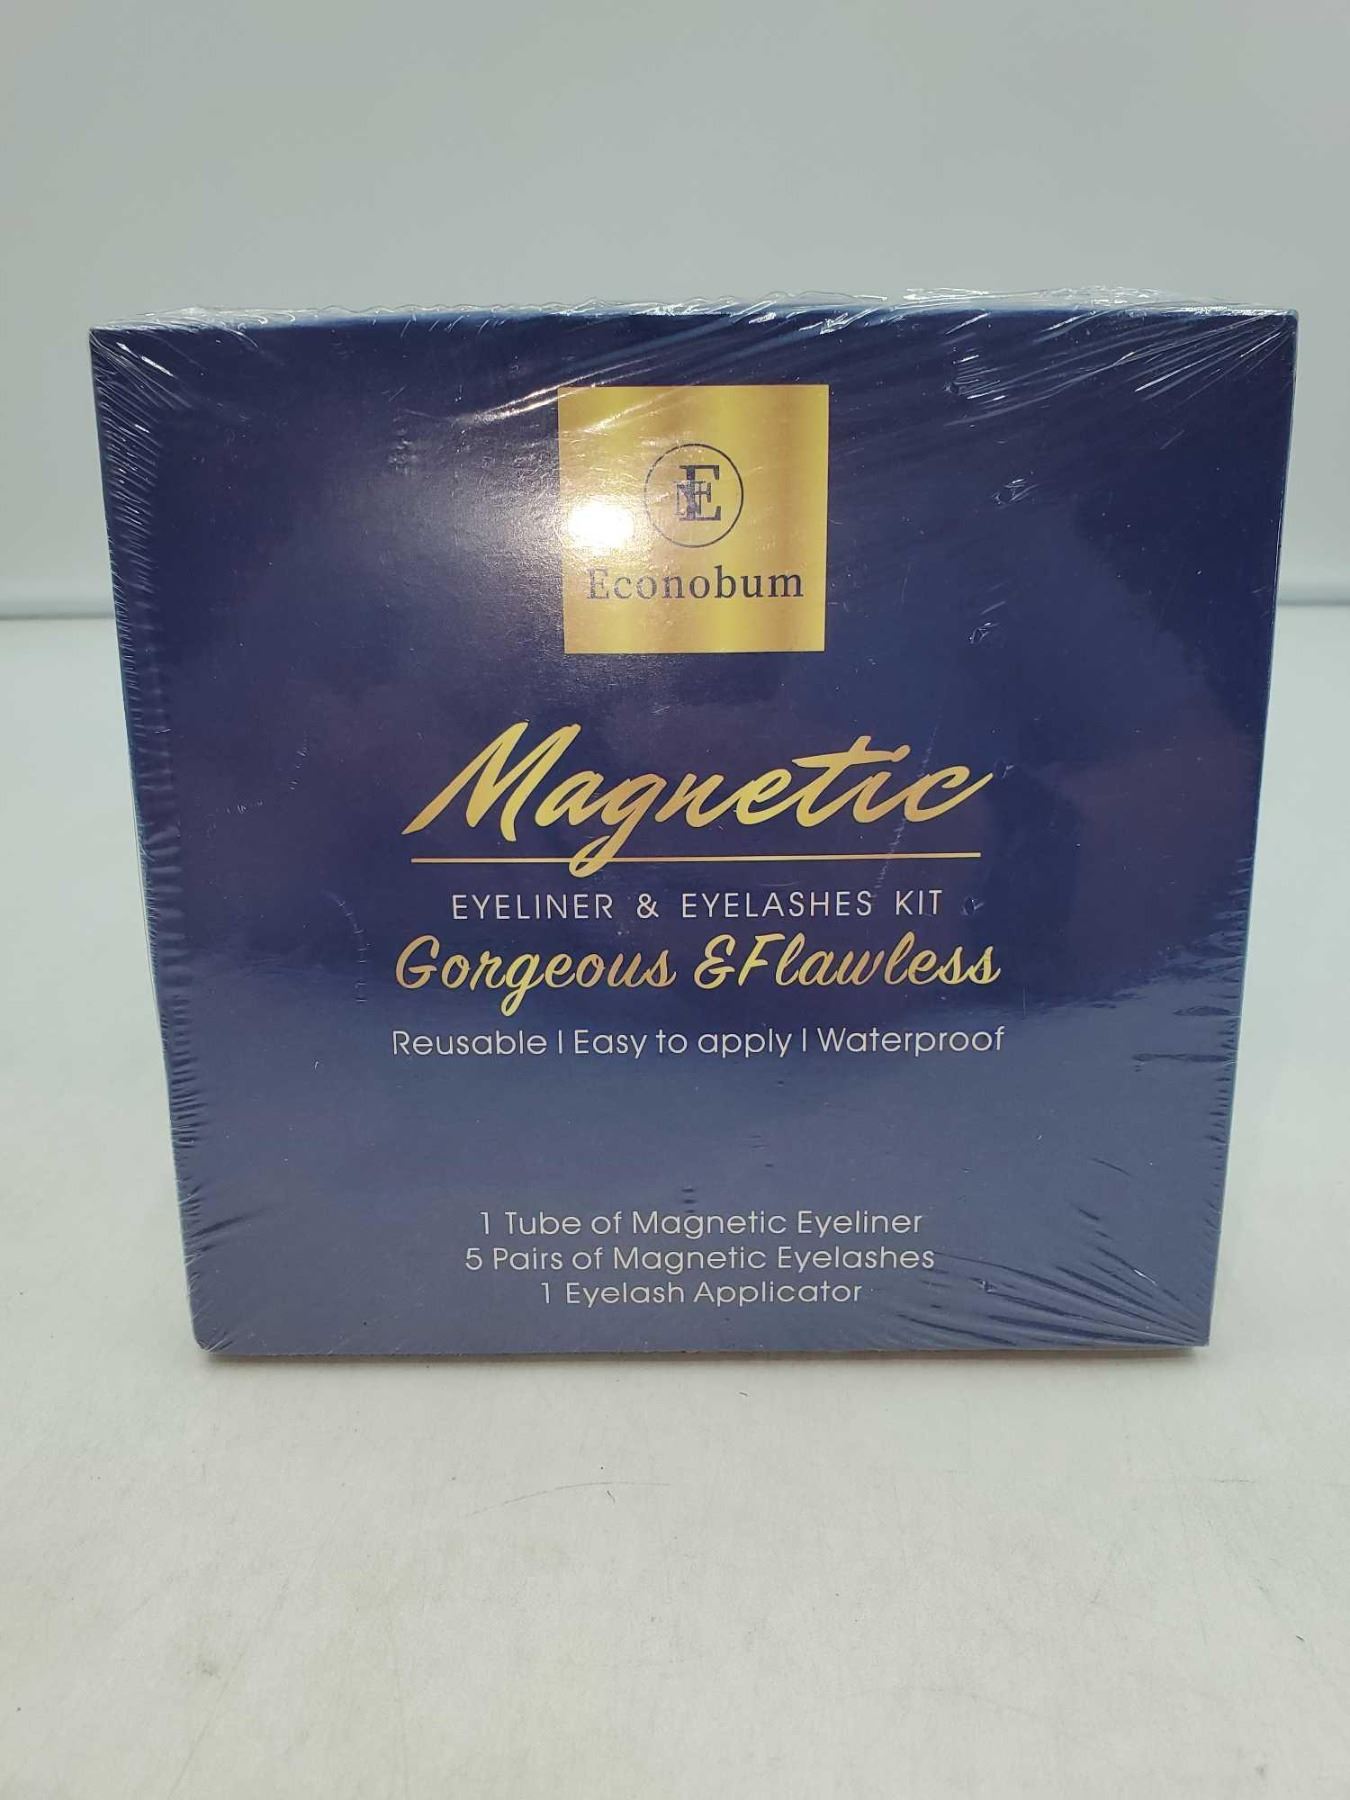 Econobum
Magnetic
EYELINER & EYELASHES KIT
Gorgeous &Flawless
Reusable | Easy to apply | Waterproof
1 Tube of Magnetic Eyeliner
5 Pairs of Magnetic Eyelashes
1 Eyelash Applicator